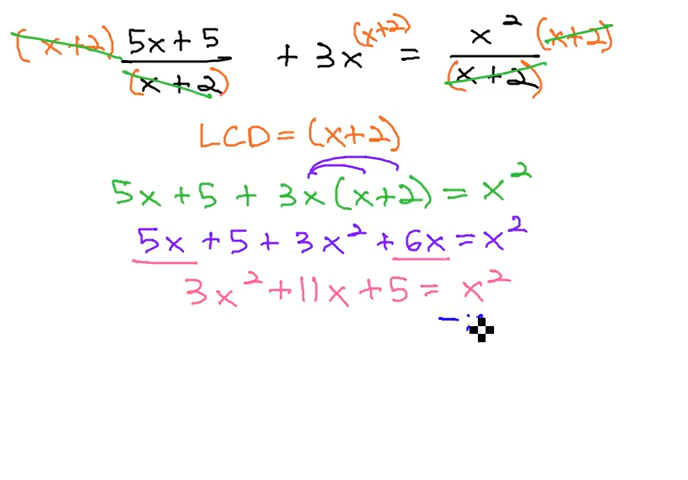 (x+2) 5x+5 / (x+2) + 3x (x+2) = x² (x+2) / (x+2)
LCD = (x+2)
5x+5 + 3x(x+2) = x²
5x + 5 + 3x² + 6x = x²
3x² + 11x + 5 = x²
-